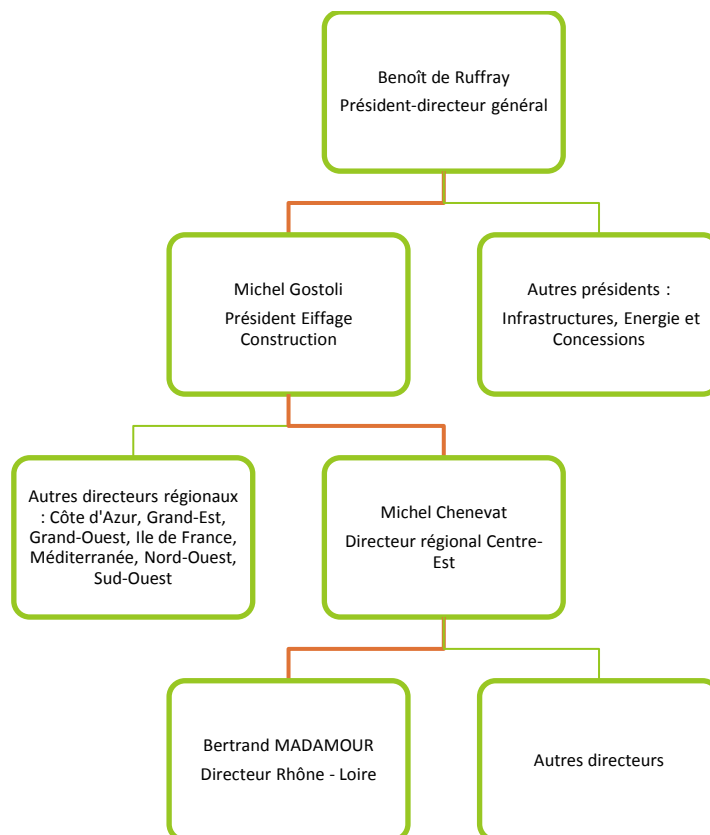 Benoît de Ruffray
Président-directeur général
Michel Gostoli
Président Eiffage
Construction
Autres présidents :
Infrastructures, Energie et
Concessions
Autres directeurs régionaux
: Côte d'Azur, Grand-Est,
Grand-Ouest, Ile de France,
Méditerranée, Nord-Ouest,
Sud-Ouest
Michel Chenevat
Directeur régional Centre-
Est
Bertrand MADAMOUR
Directeur Rhône - Loire
Autres directeurs